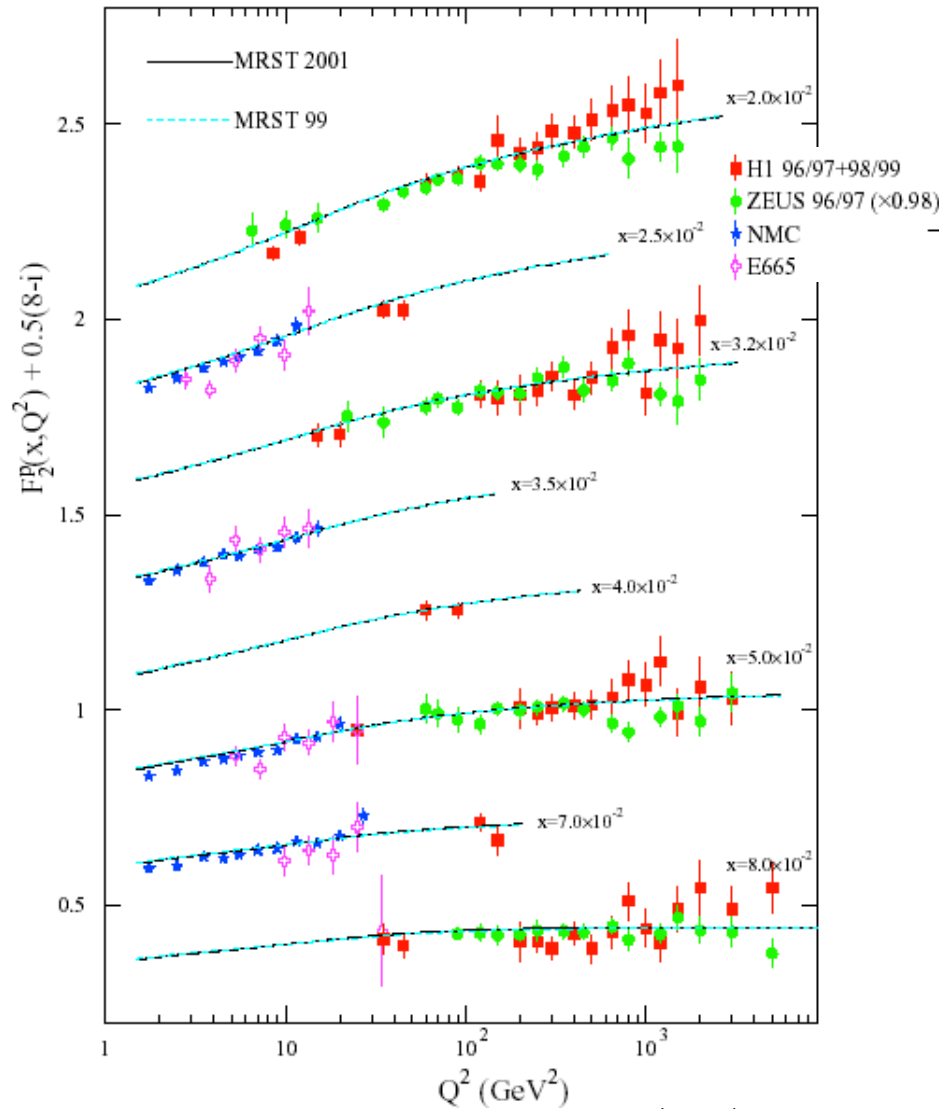 MRST 2001
MRST 99
x=2.0×10⁻²
H1 96/97+98/99
ZEUS 96/97 (×0.98)
NMC
E665
x=2.5×10⁻²
x=3.2×10⁻²
x=3.5×10⁻²
x=4.0×10⁻²
x=5.0×10⁻²
x=7.0×10⁻²
x=8.0×10⁻²
2.5
2
1.5
1
0.5
F₂ᵖ(x,Q²) + 0.5(8-i)
1
10
10²
10³
Q² (GeV²)